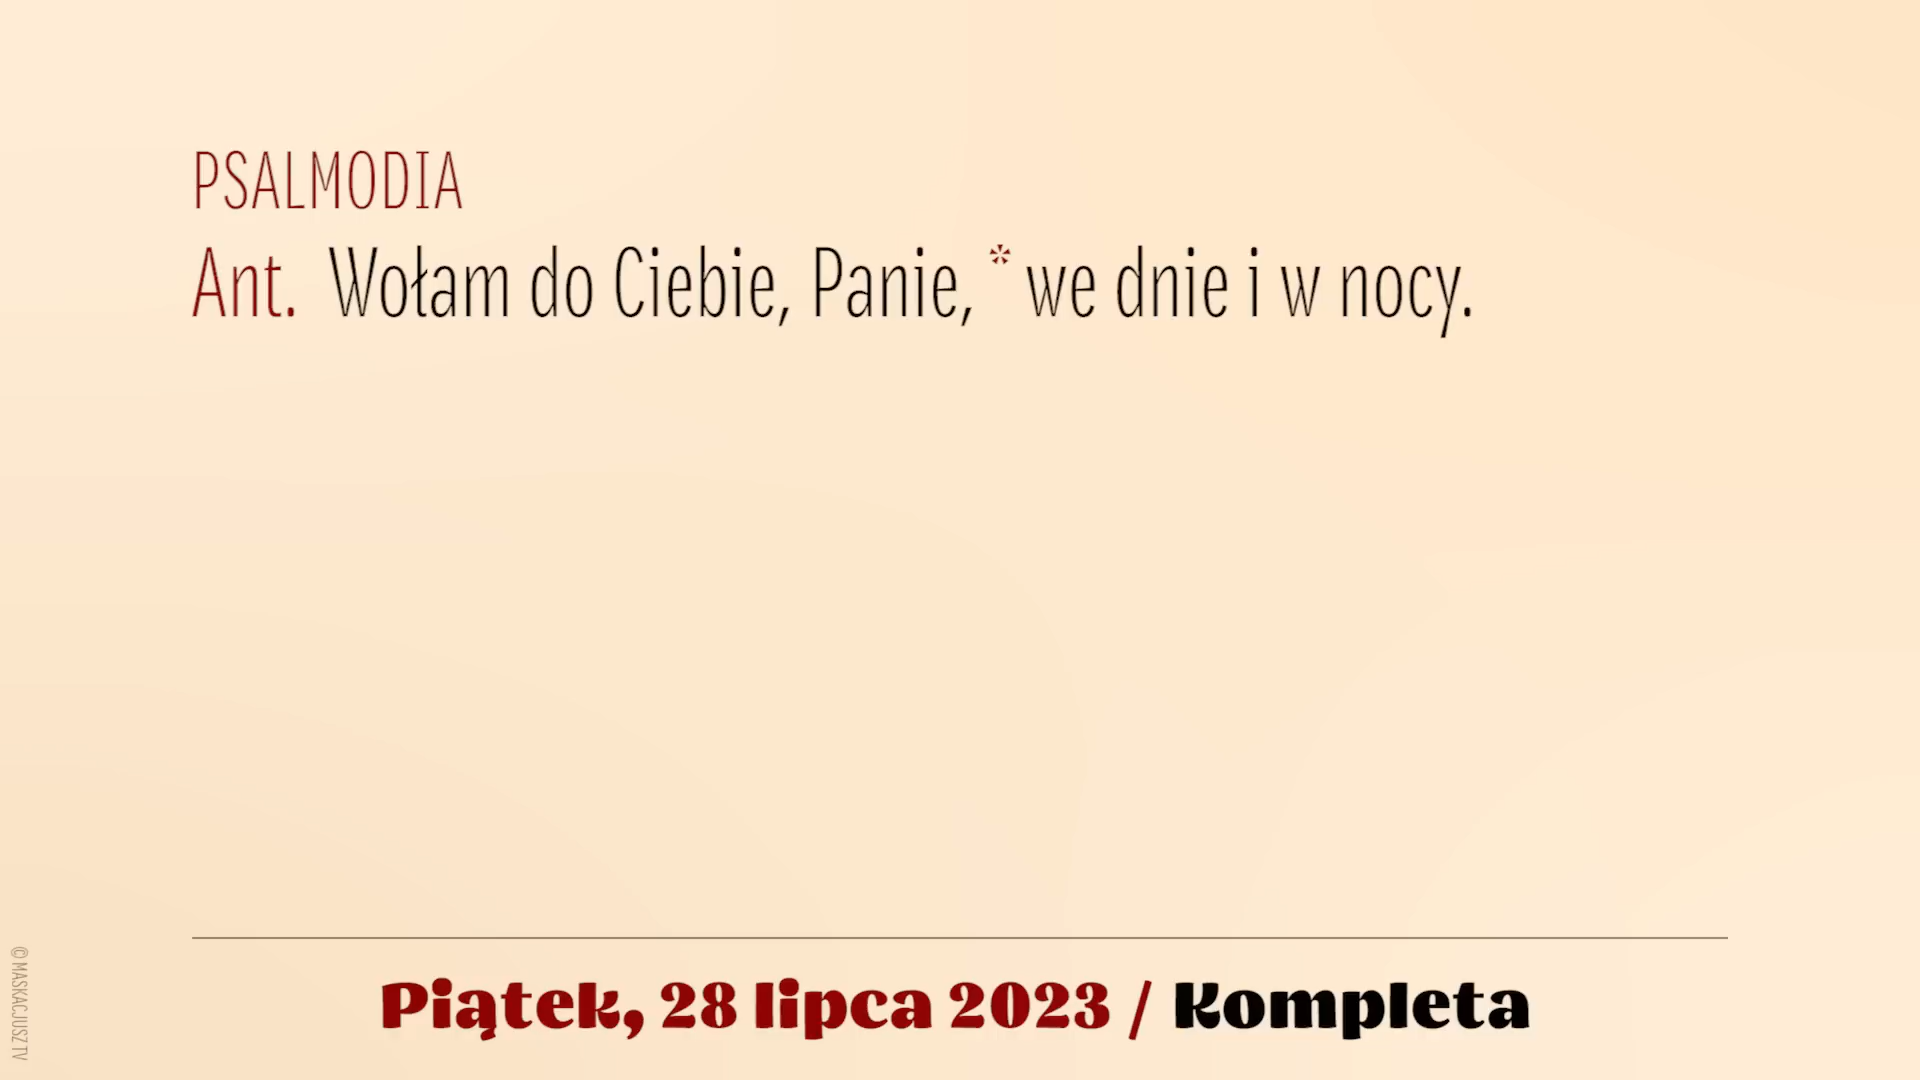 PSALMODIA
Ant. Wołam do Ciebie, Panie, * we dnie i w nocy.
Piątek, 28 lipca 2023 / Kompleta
© MASKACJUSZ TV